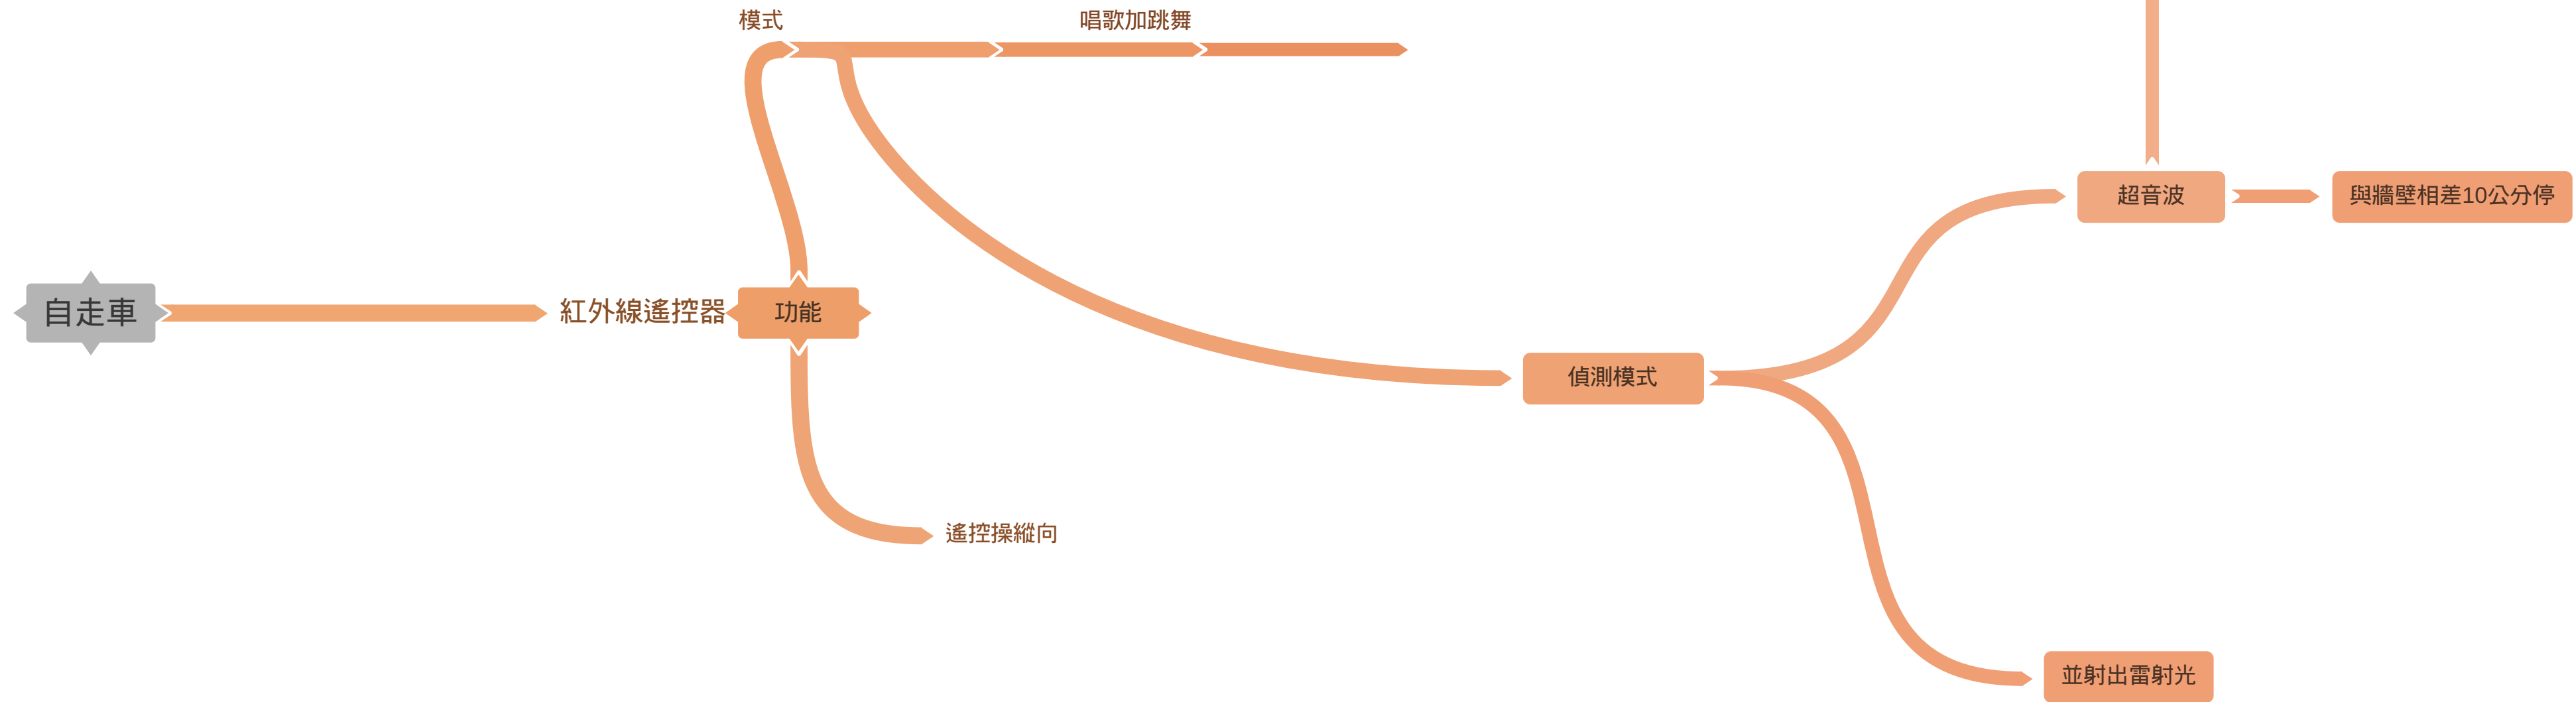 模式
唱歌加跳舞
超音波
與牆壁相差10公分停
自走車
紅外線遙控器
功能
偵測模式
遙控操縱向
並射出雷射光